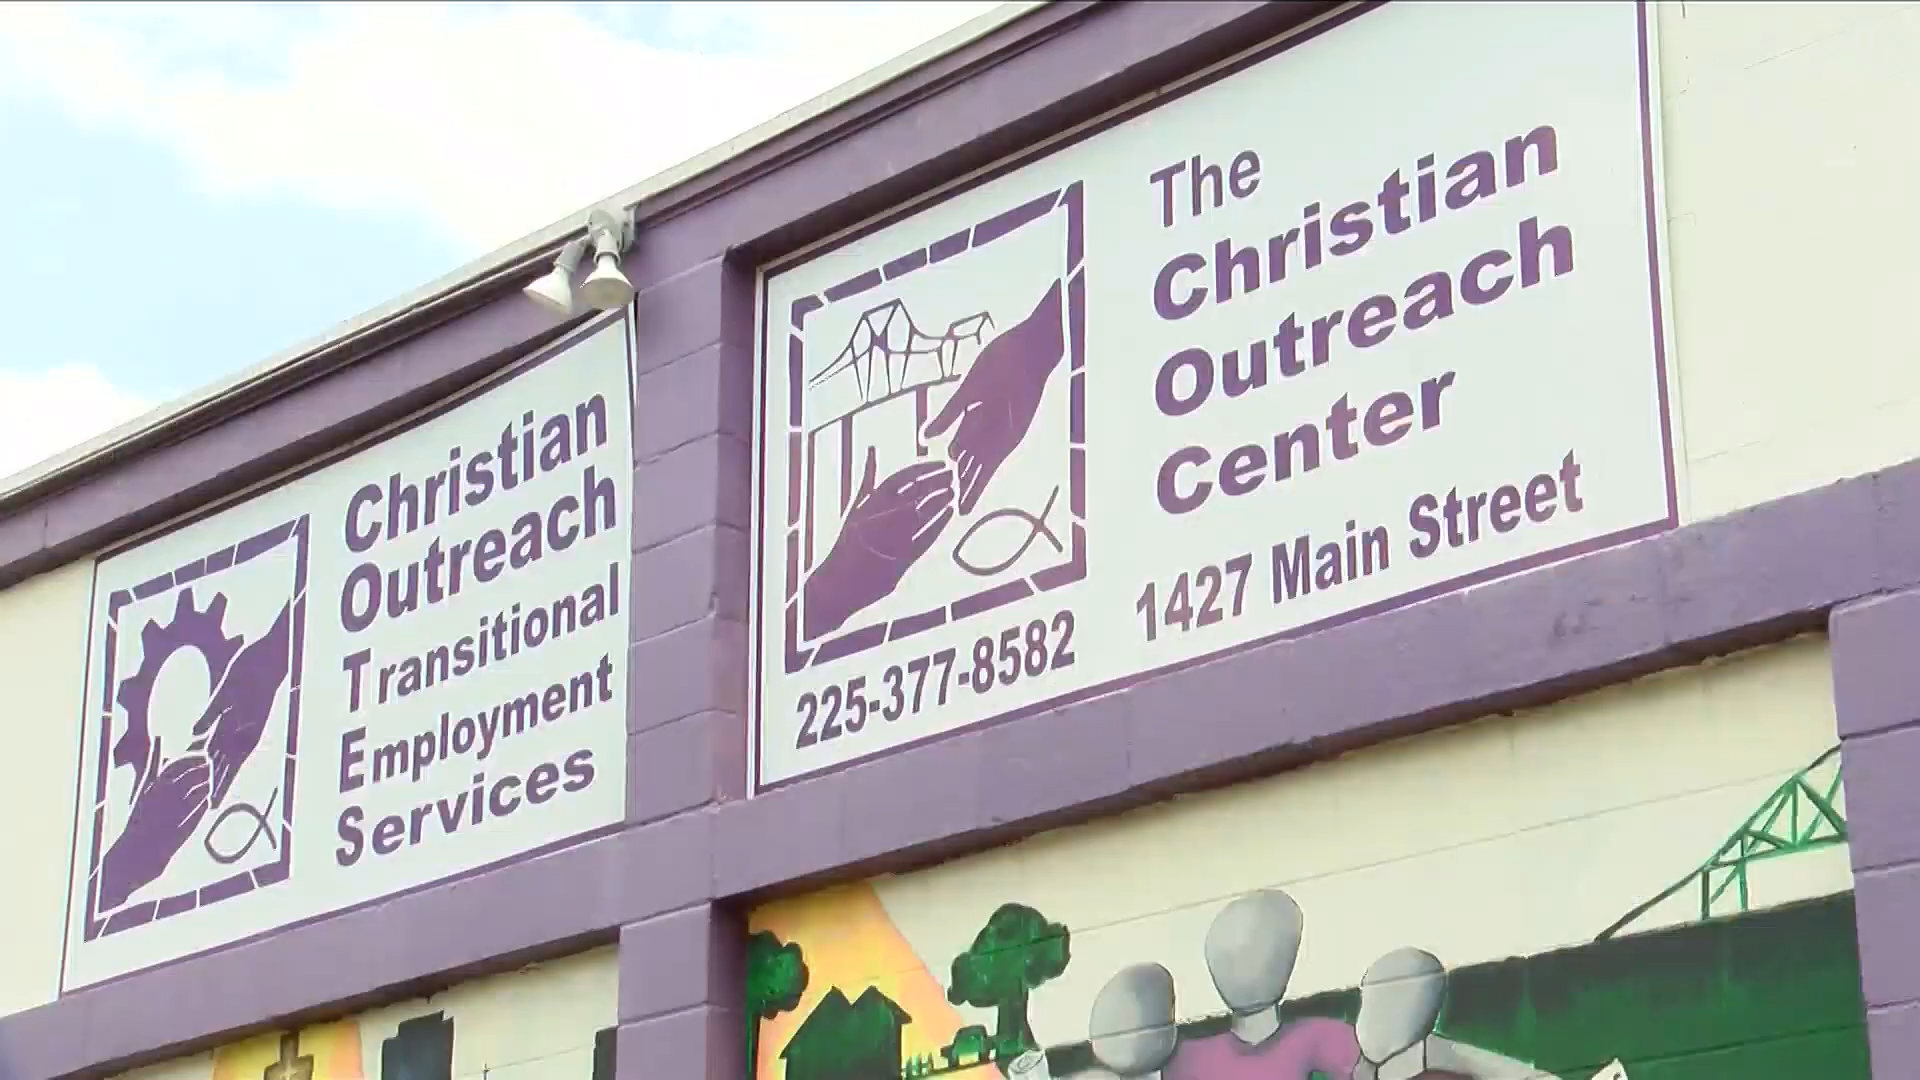 Christian
Outreach
Transitional
Employment
Services
The
Christian
Outreach
Center
225-377-8582
1427 Main Street